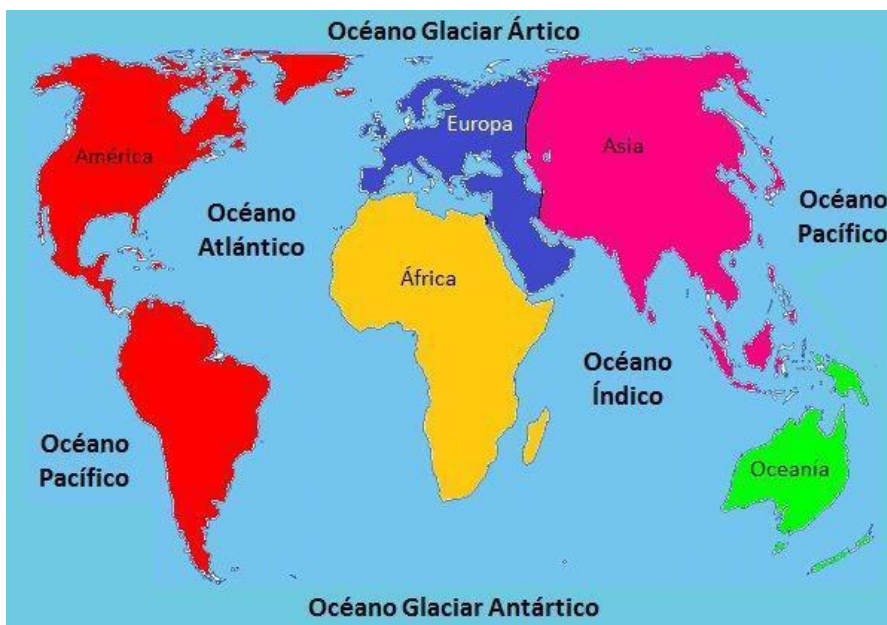 Océano Glaciar Ártico
Europa
América
Asia
Océano
Atlántico
Océano
Pacífico
África
Océano
Índico
Océano
Pacífico
Oceanía
Océano Glaciar Antártico